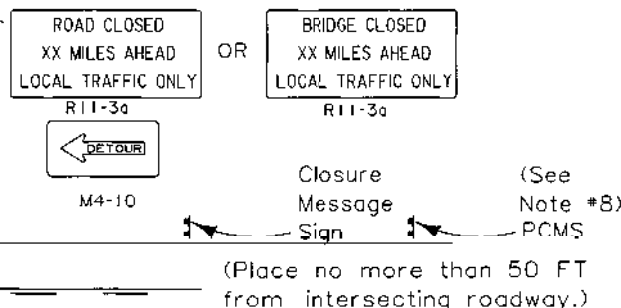 ROAD CLOSED
XX MILES AHEAD
LOCAL TRAFFIC ONLY
R11-3a
OR
BRIDGE CLOSED
XX MILES AHEAD
LOCAL TRAFFIC ONLY
R11-3a
DETOUR
M4-10
Closure
Message
Sign
(See
Note #8)
PCMS
(Place no more than 50 FT
from intersecting roadway.)